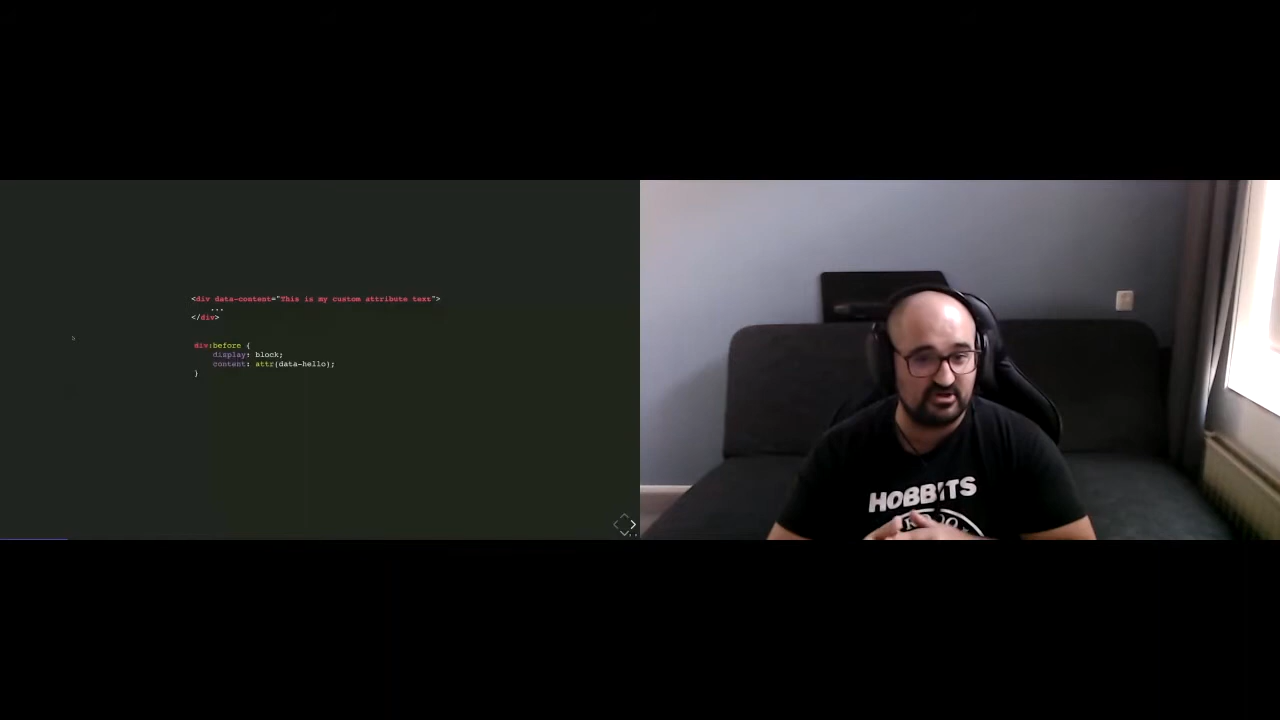 <div data-content="This is my custom attribute text">
...
</div>
div:before {
display: block;
content: attr(data-hello);
}
HOBBITS